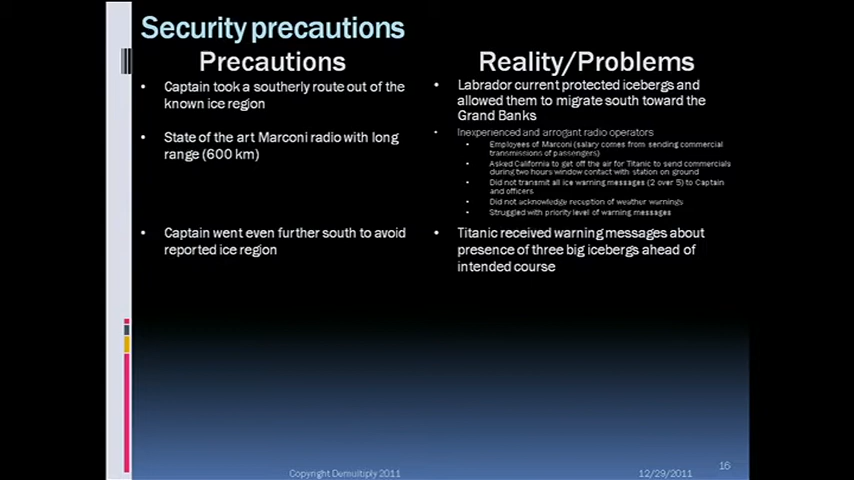 Security precautions
Precautions
Reality/Problems
• Captain took a southerly route out of the
known ice region
• Labrador current protected icebergs and
allowed them to migrate south toward the
Grand Banks
• State of the art Marconi radio with long
range (600 km)
• Inexperienced and arrogant radio operators
• Employees of Marconi (salary comes from sending commercial
transmissions of passengers)
• Asked California to get off the air for Titanic to send commercials
during two hours window contact with station on ground
• Did not transmit all ice warning messages (2 over 5) to Captain
and officers
• Did not acknowledge reception of weather warnings
• Struggled with priority level of warning messages
• Captain went even further south to avoid
reported ice region
• Titanic received warning messages about
presence of three big icebergs ahead of
intended course
Copyright Demultiply 2011
12/29/2011
16